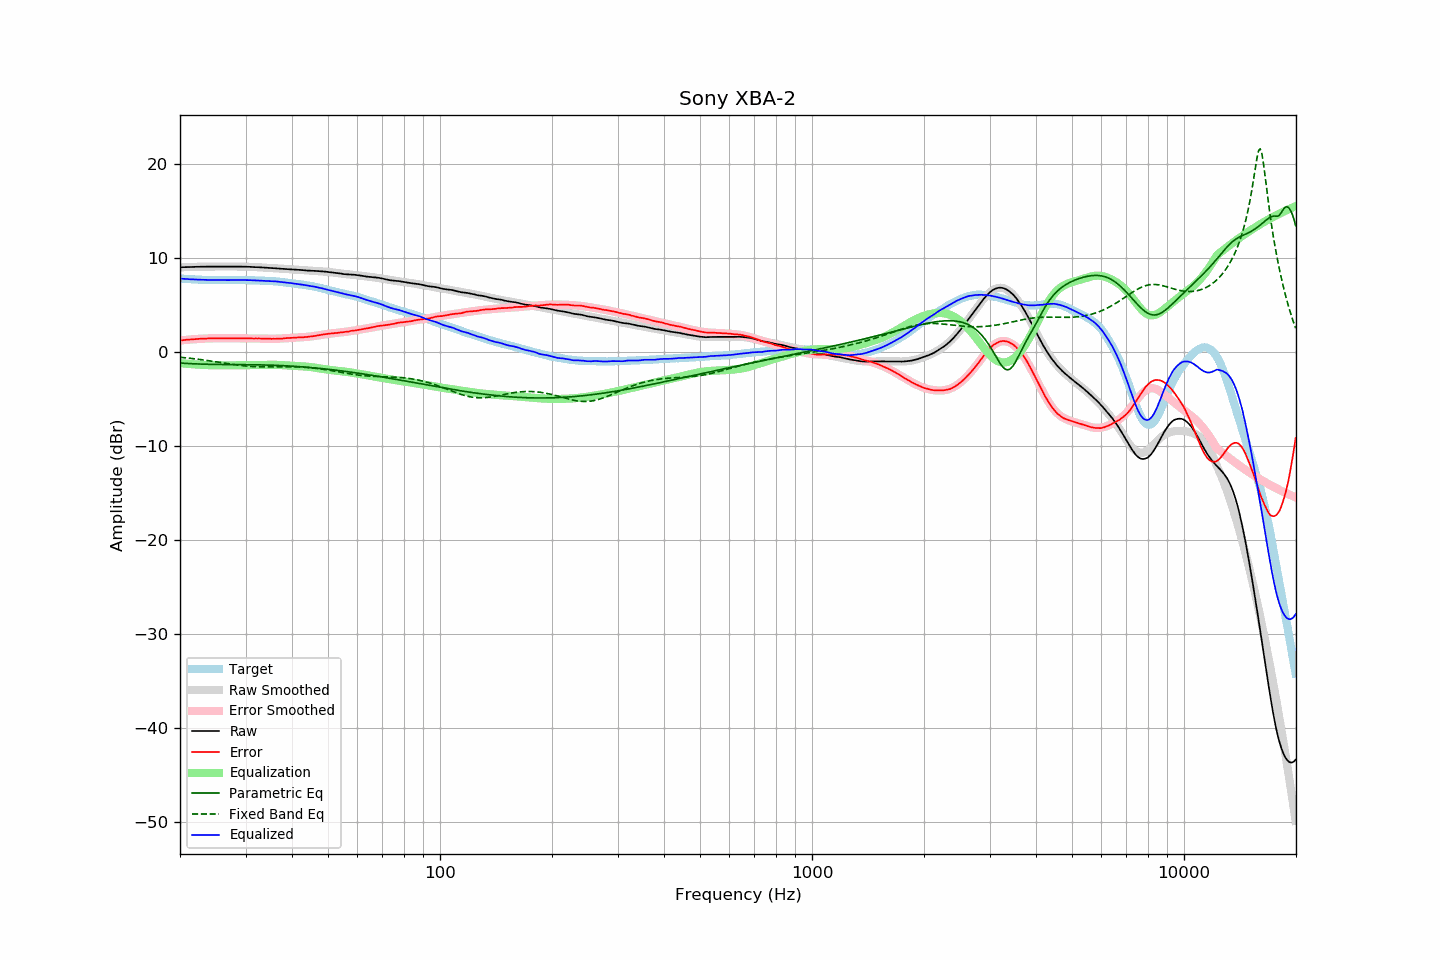 Sony XBA-2
Amplitude (dBr)
20
10
0
−10
−20
−30
−40
−50
Target
Raw Smoothed
Error Smoothed
Raw
Error
Equalization
Parametric Eq
Fixed Band Eq
Equalized
100
1000
10000
Frequency (Hz)